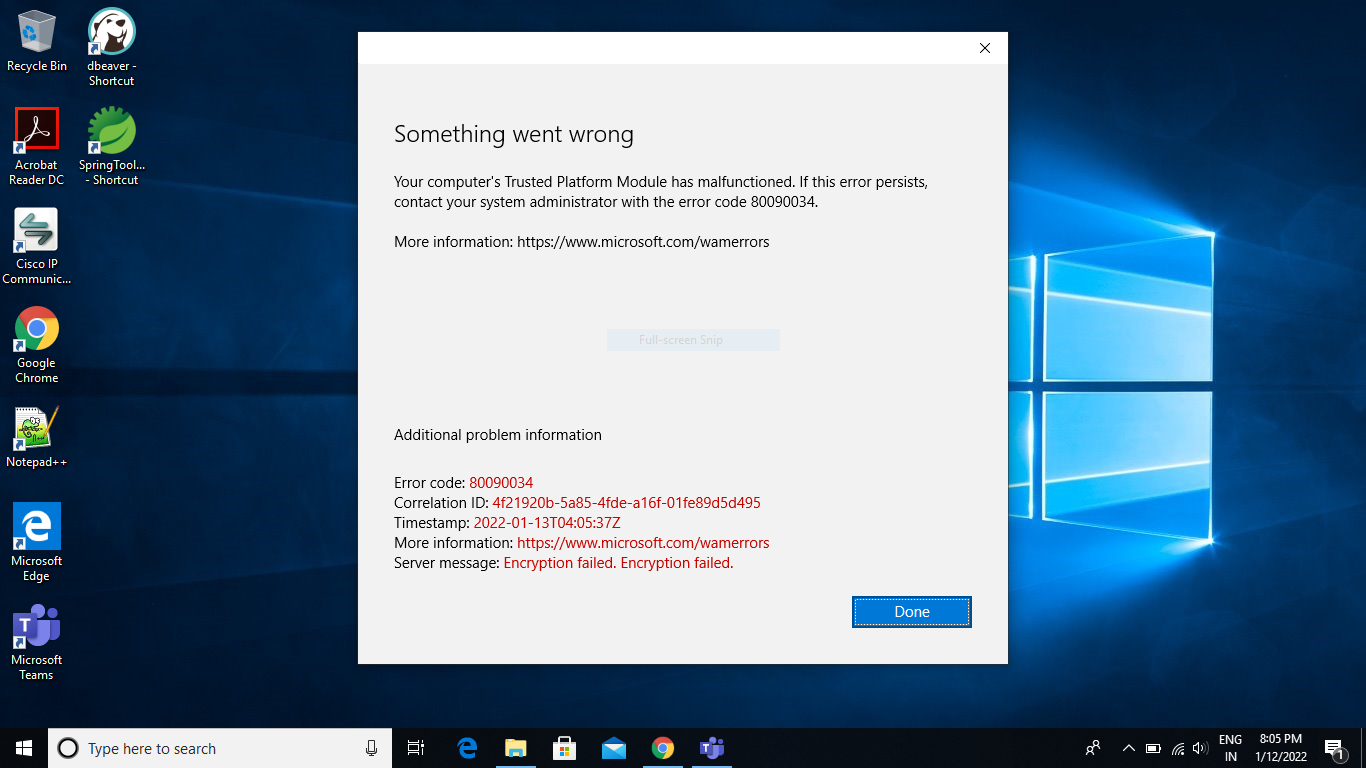 Recycle Bin
dbeaver -
Shortcut
Acrobat
Reader DC
SpringTool...
- Shortcut
Cisco IP
Communic...
Google
Chrome
Notepad++
Microsoft
Edge
Microsoft
Teams
Something went wrong
Your computer's Trusted Platform Module has malfunctioned. If this error persists,
contact your system administrator with the error code 80090034.
More information: https://www.microsoft.com/wamerrors
Full-screen Snip
Additional problem information
Error code: 80090034
Correlation ID: 4f21920b-5a85-4fde-a16f-01fe89d5d495
Timestamp: 2022-01-13T04:05:37Z
More information: https://www.microsoft.com/wamerrors
Server message: Encryption failed. Encryption failed.
Done
Type here to search
ENG
IN
8:05 PM
1/12/2022
1